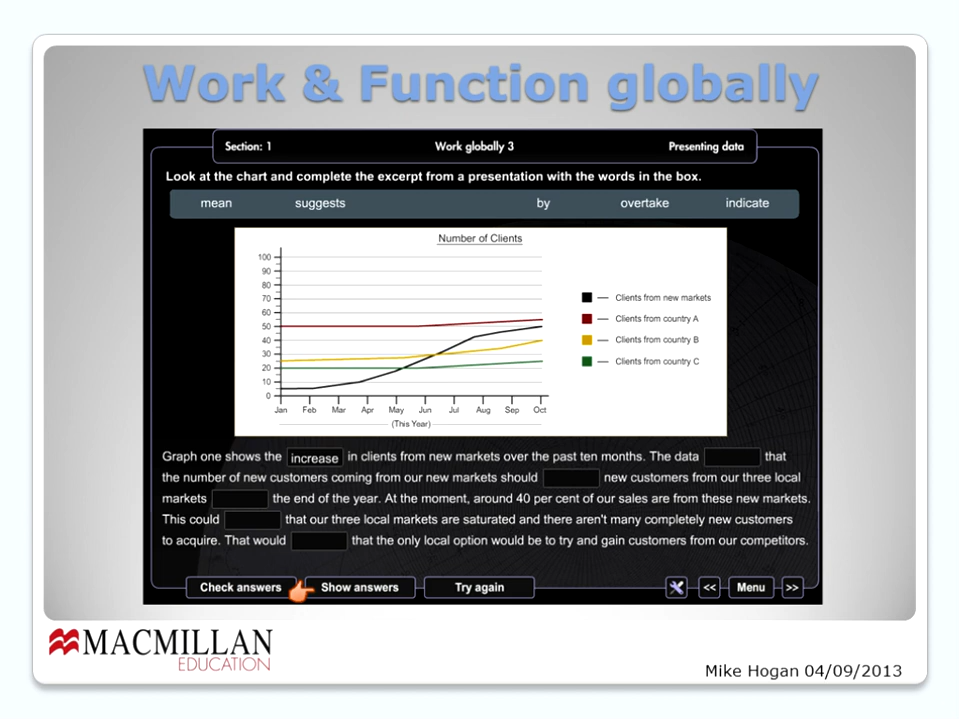 Work & Function globally
Section: 1 Work globally 3 Presenting data
Look at the chart and complete the excerpt from a presentation with the words in the box.
mean suggests by overtake indicate
Number of Clients
100
90
80
70
60
50
40
30
20
10
0
Jan Feb Mar Apr May Jun Jul Aug Sep Oct
(This Year)
Clients from new markets
Clients from country A
Clients from country B
Clients from country C
Graph one shows the increase in clients from new markets over the past ten months. The data that
the number of new customers coming from our new markets should new customers from our three local
markets the end of the year. At the moment, around 40 per cent of our sales are from these new markets.
This could that our three local markets are saturated and there aren't many completely new customers
to acquire. That would that the only local option would be to try and gain customers from our competitors.
Check answers Show answers Try again << Menu >>
MACMILLAN
EDUCATION
Mike Hogan 04/09/2013